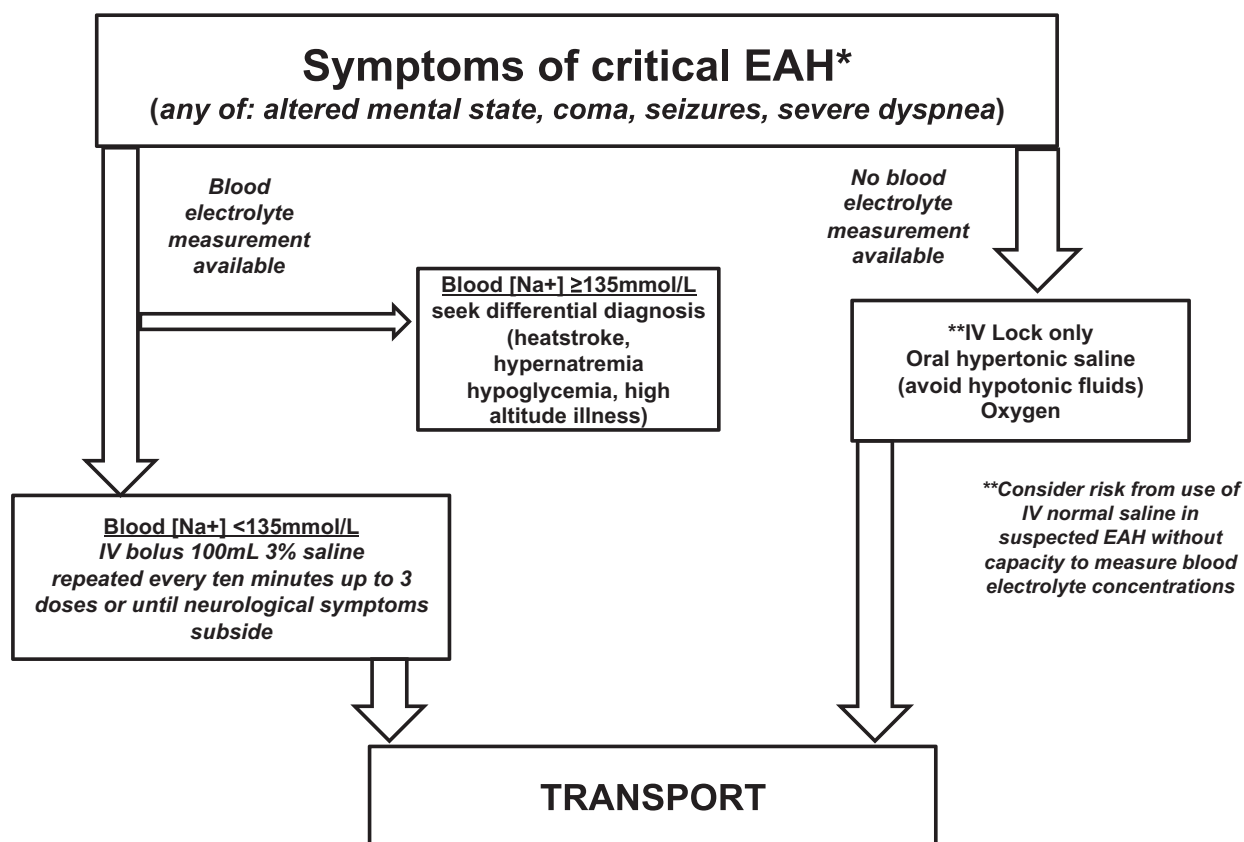 Symptoms of critical EAH*
(any of: altered mental state, coma, seizures, severe dyspnea)
Blood
electrolyte
measurement
available
No blood
electrolyte
measurement
available
Blood [Na+] ≥135mmol/L
seek differential diagnosis
(heatstroke,
hypernatremia
hypoglycemia, high
altitude illness)
**IV Lock only
Oral hypertonic saline
(avoid hypotonic fluids)
Oxygen
**Consider risk from use of
IV normal saline in
suspected EAH without
capacity to measure blood
electrolyte concentrations
Blood [Na+] <135mmol/L
IV bolus 100mL 3% saline
repeated every ten minutes up to 3
doses or until neurological symptoms
subside
TRANSPORT